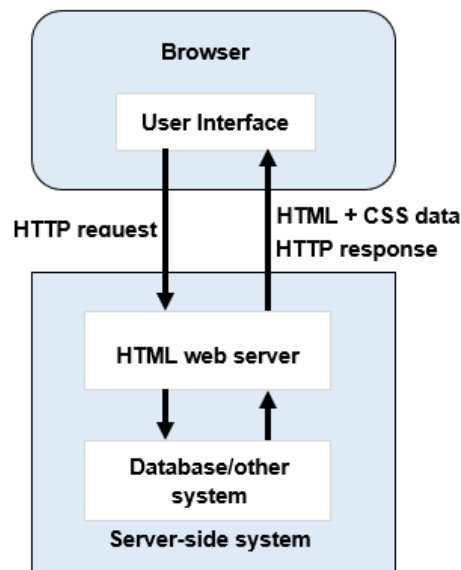 Browser
User Interface
HTTP request
HTML + CSS data
HTTP response
HTML web server
Database/other
system
Server-side system